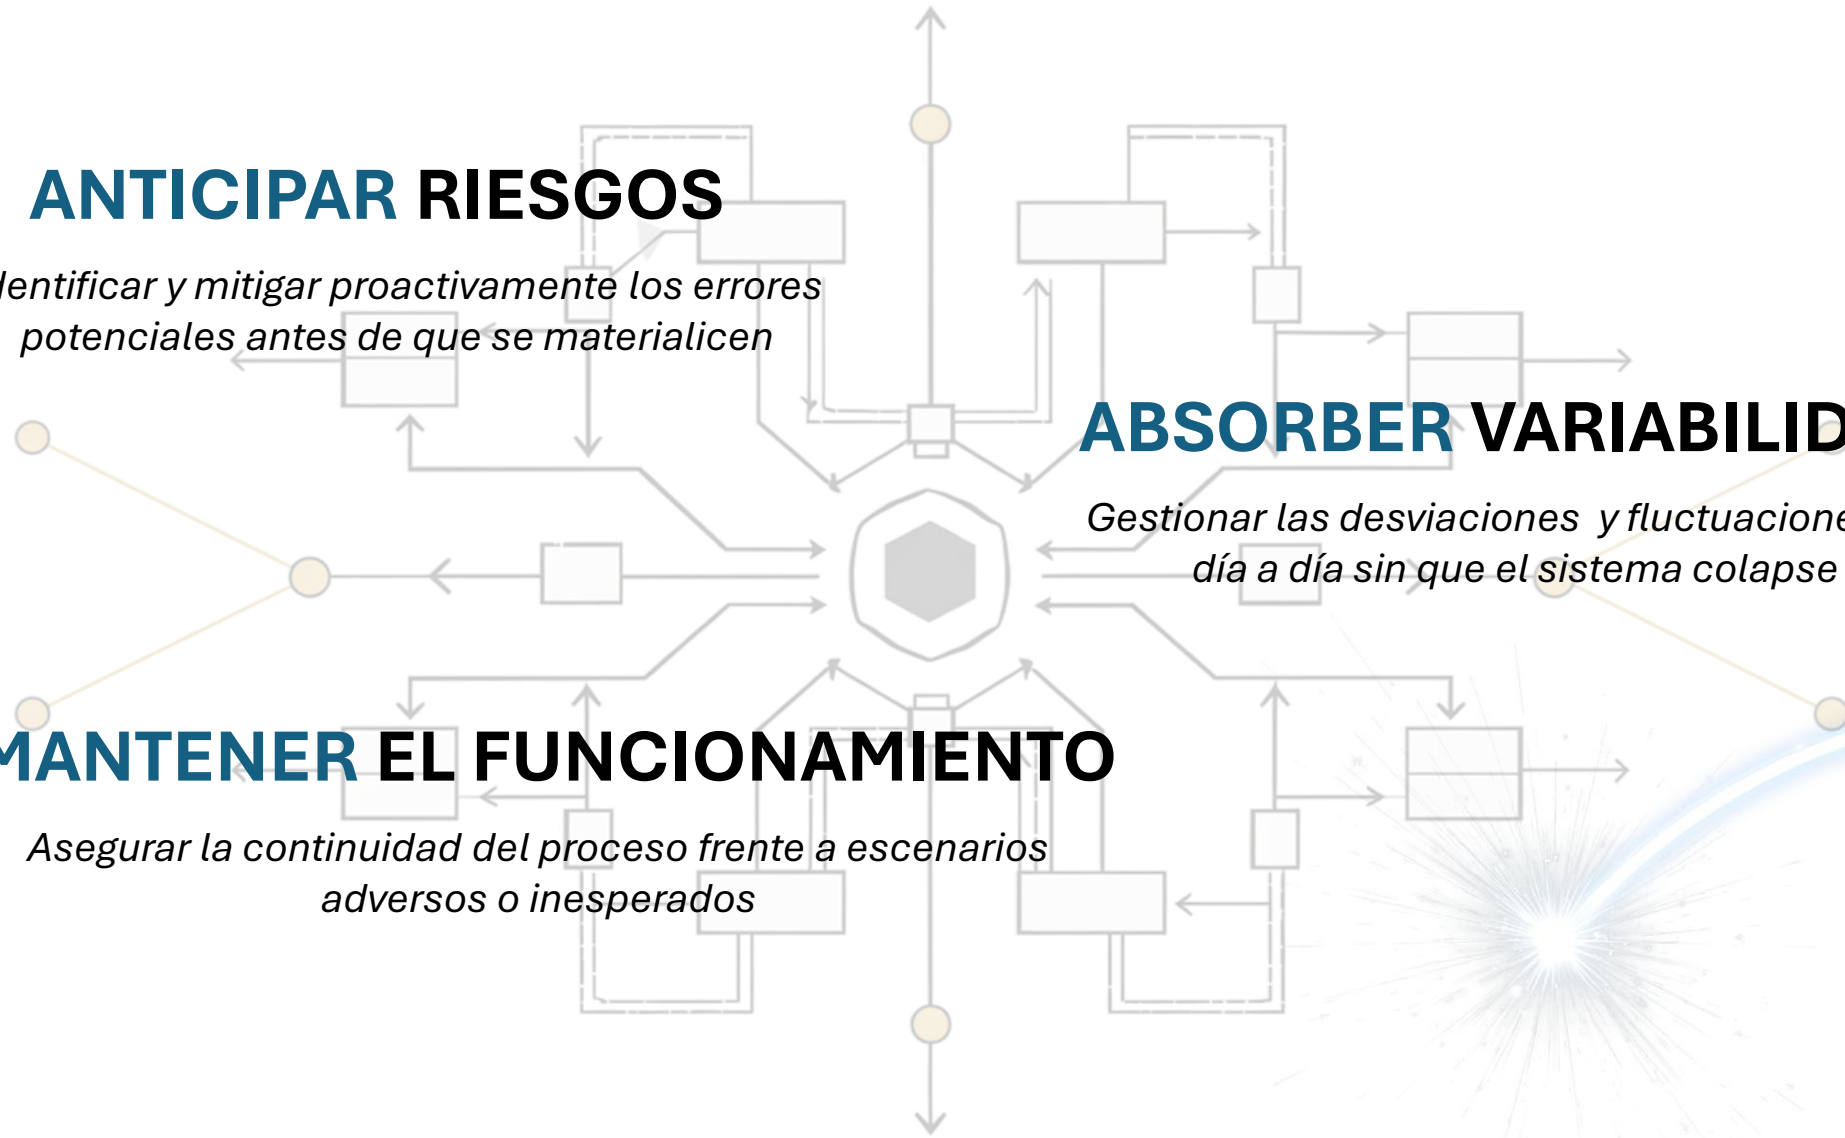 ANTICIPAR RIESGOS
dentificar y mitigar proactivamente los errores
potenciales antes de que se materialicen
ABSORBER VARIABILID
Gestionar las desviaciones y fluctuacione
día a día sin que el sistema colapse
MANTENER EL FUNCIONAMIENTO
Asegurar la continuidad del proceso frente a escenarios
adversos o inesperados